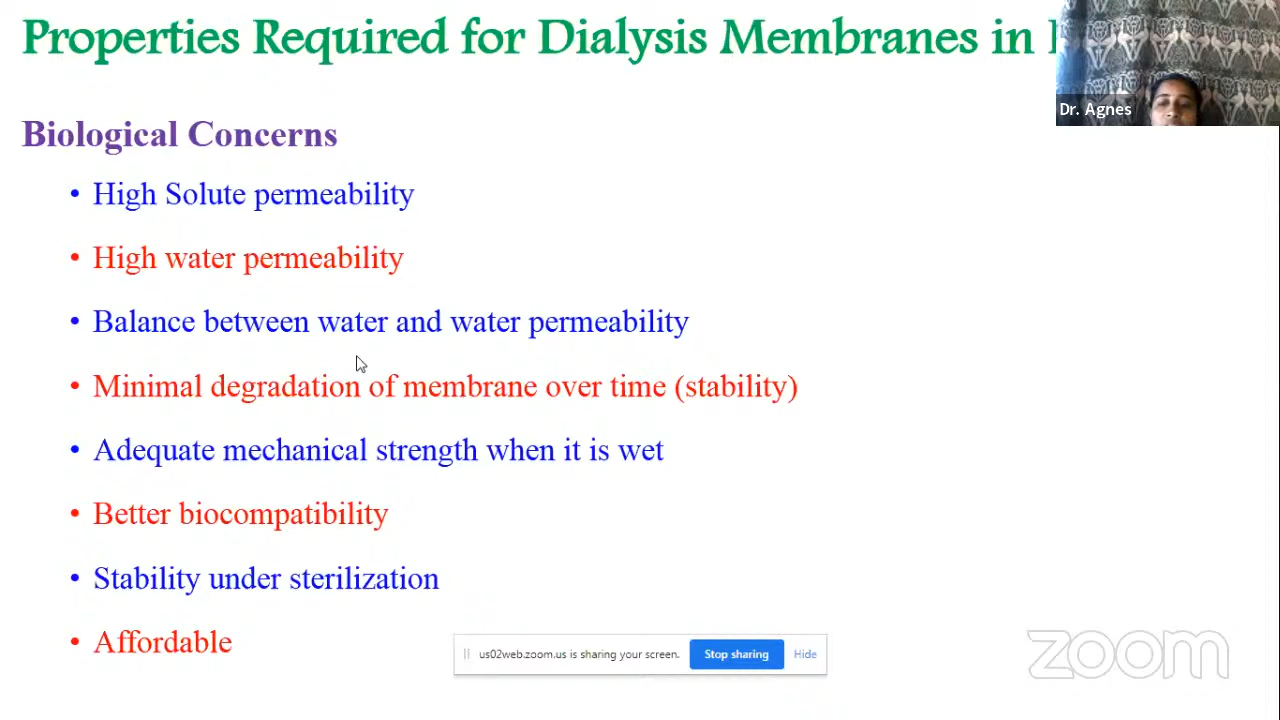 Properties Required for Dialysis Membranes in
Dr. Agnes
Biological Concerns
• High Solute permeability
• High water permeability
• Balance between water and water permeability
• Minimal degradation of membrane over time (stability)
• Adequate mechanical strength when it is wet
• Better biocompatibility
• Stability under sterilization
• Affordable
us02web.zoom.us is sharing your screen. Stop sharing Hide
zoom